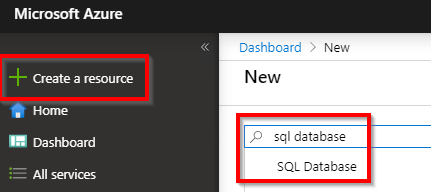 Microsoft Azure
«
Create a resource
Home
Dashboard
All services
Dashboard > New
New
sql database
SQL Database